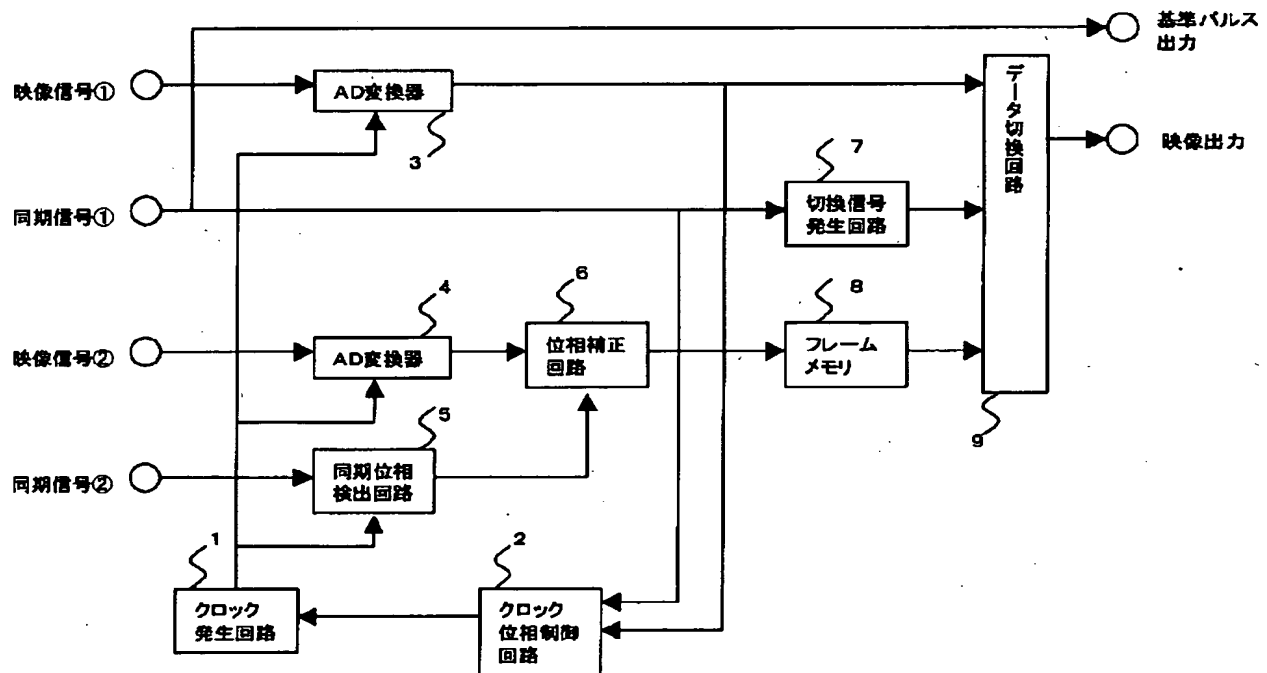 基準パルス
出力
映像信号①
AD変換器
3
データ切換回路
映像出力
7
同期信号①
切換信号
発生回路
4
6
8
映像信号②
AD変換器
位相補正
回路
フレーム
メモリ
5
9
同期信号②
同期位相
検出回路
1
2
クロック
発生回路
クロック
位相制御
回路